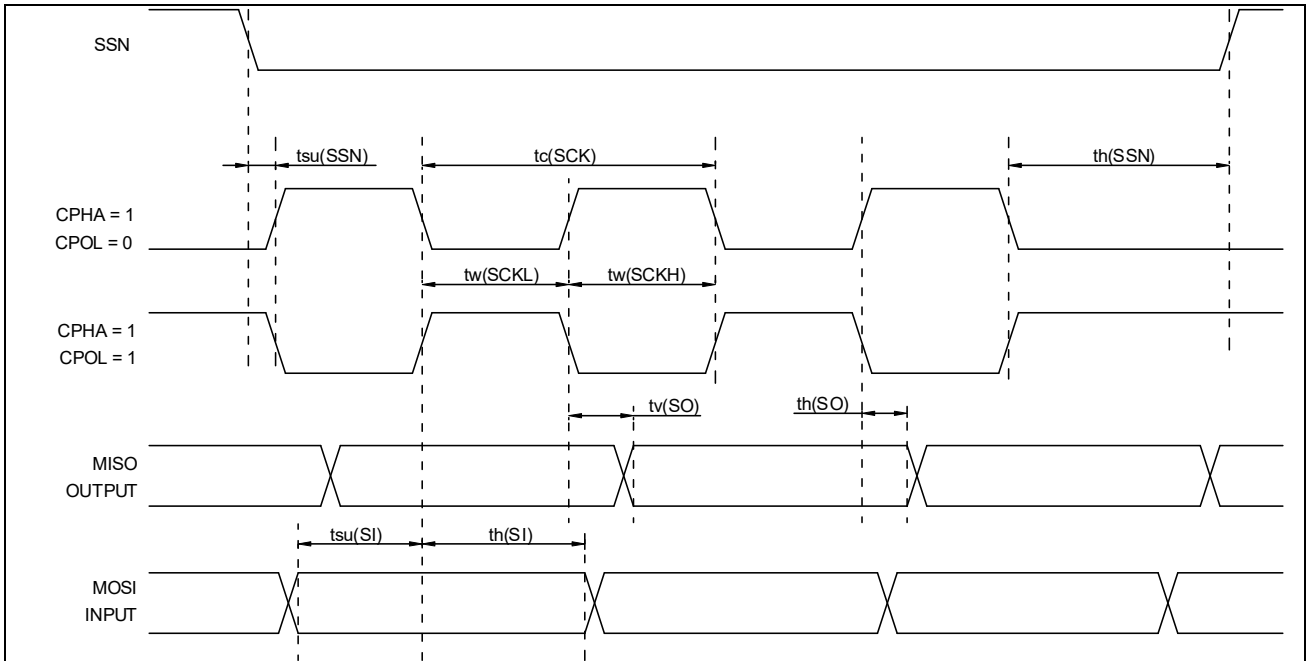 SSN
tsu(SSN)
tc(SCK)
th(SSN)
CPHA = 1
CPOL = 0
tw(SCKL)
tw(SCKH)
CPHA = 1
CPOL = 1
tv(SO)
th(SO)
MISO
OUTPUT
tsu(SI)
th(SI)
MOSI
INPUT